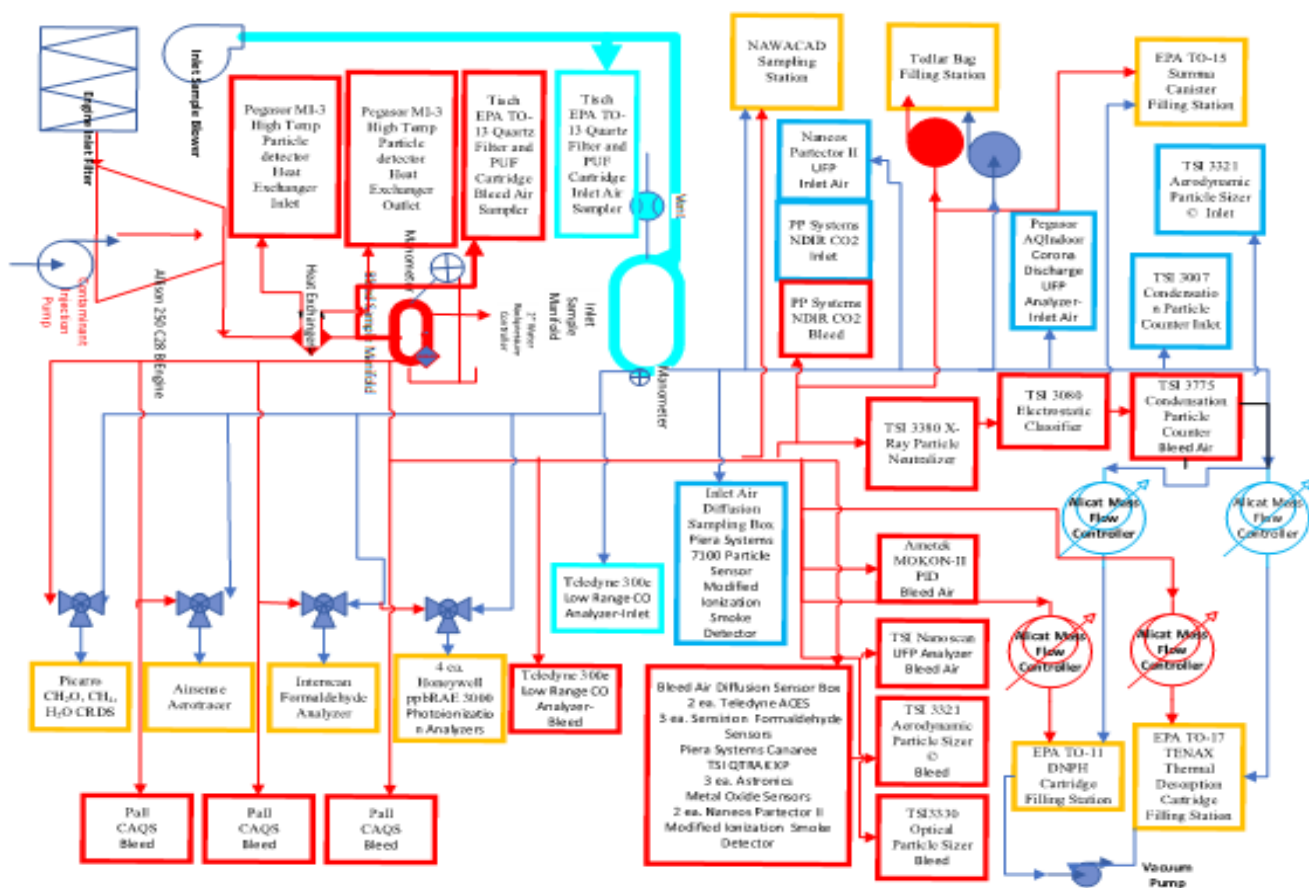 Engine Inlet Filter
Inlet Sample Blower
Pegasor MI-3
High Temp
Particle
detector
Heat
Exchanger
Inlet
Pegasor MI-3
High Temp
Particle
detector
Heat
Exchanger
Outlet
Tisch
EPA TO-
13 Quartz
Filter and
PUF
Cartridge
Bleed Air
Sampler
Tisch
EPA TO-
13 Quartz
Filter and
PUF
Cartridge
Inlet Air
Sampler
Vent
NAWACAD
Sampling
Station
Tedlar Bag
Filling Station
EPA TO-15
Summa
Canister
Filling Station
Naneos
Partector II
UFP
Inlet Air
PP Systems
NDIR CO2
Inlet
PP Systems
NDIR CO2
Bleed
Pegasor
AQIndoor
Corona
Discharge
UFP
Analyzer-
Inlet Air
TSI 3321
Aerodynamic
Particle Sizer
© Inlet
TSI 3007
Condensatio
n Particle
Counter Inlet
Contaminant
Injection
Pump
Allison 250 C28 B Engine
Heat Exchanger
Bleed Sample Manifold
Manometer
2" Meter
Backpressure
Controller
Inlet
Sample
Manifold
Manometer
TSI 3380 X-
Ray Particle
Neutralizer
TSI 3080
Electrostatic
Classifier
TSI 3775
Condensation
Particle
Counter
Bleed Air
Alicat Mass
Flow
Controller
Alicat Mass
Flow
Controller
Inlet Air
Diffusion
Sampling Box
Piera Systems
7100 Particle
Sensor
Modified
Ionization
Smoke
Detector
Ametek
MOKON-II
PID
Bleed Air
Alicat Mass
Flow
Controller
Alicat Mass
Flow
Controller
Picarro
CH₂O, CH₄,
H₂O CRDS
Airsense
Aerotracer
Interscan
Formaldehyde
Analyzer
4 ea.
Honeywell
ppbRAE 3000
Photoionizatio
n Analyzers
Teledyne 300e
Low Range CO
Analyzer-
Bleed
Teledyne 300e
Low Range-CO
Analyzer-Inlet
Bleed Air Diffusion Sensor Box
2 ea. Teledyne ACES
3 ea. Sensirion Formaldehyde
Sensors
Piera Systems Canaree
TSI QTRAK XP
3 ea. Astronics
Metal Oxide Sensors
2 ea. Naneos Partector II
Modified Ionization Smoke
Detector
TSI Nanoscan
UFP Analyzer
Bleed Air
TSI 3321
Aerodynamic
Particle Sizer
©
Bleed
TSI3330
Optical
Particle Sizer
Bleed
EPA TO-11
DNPH
Cartridge
Filling Station
EPA TO-17
TENAX
Thermal
Desorption
Cartridge
Filling Station
Pall
CAQS
Bleed
Pall
CAQS
Bleed
Pall
CAQS
Bleed
Vacuum
Pump